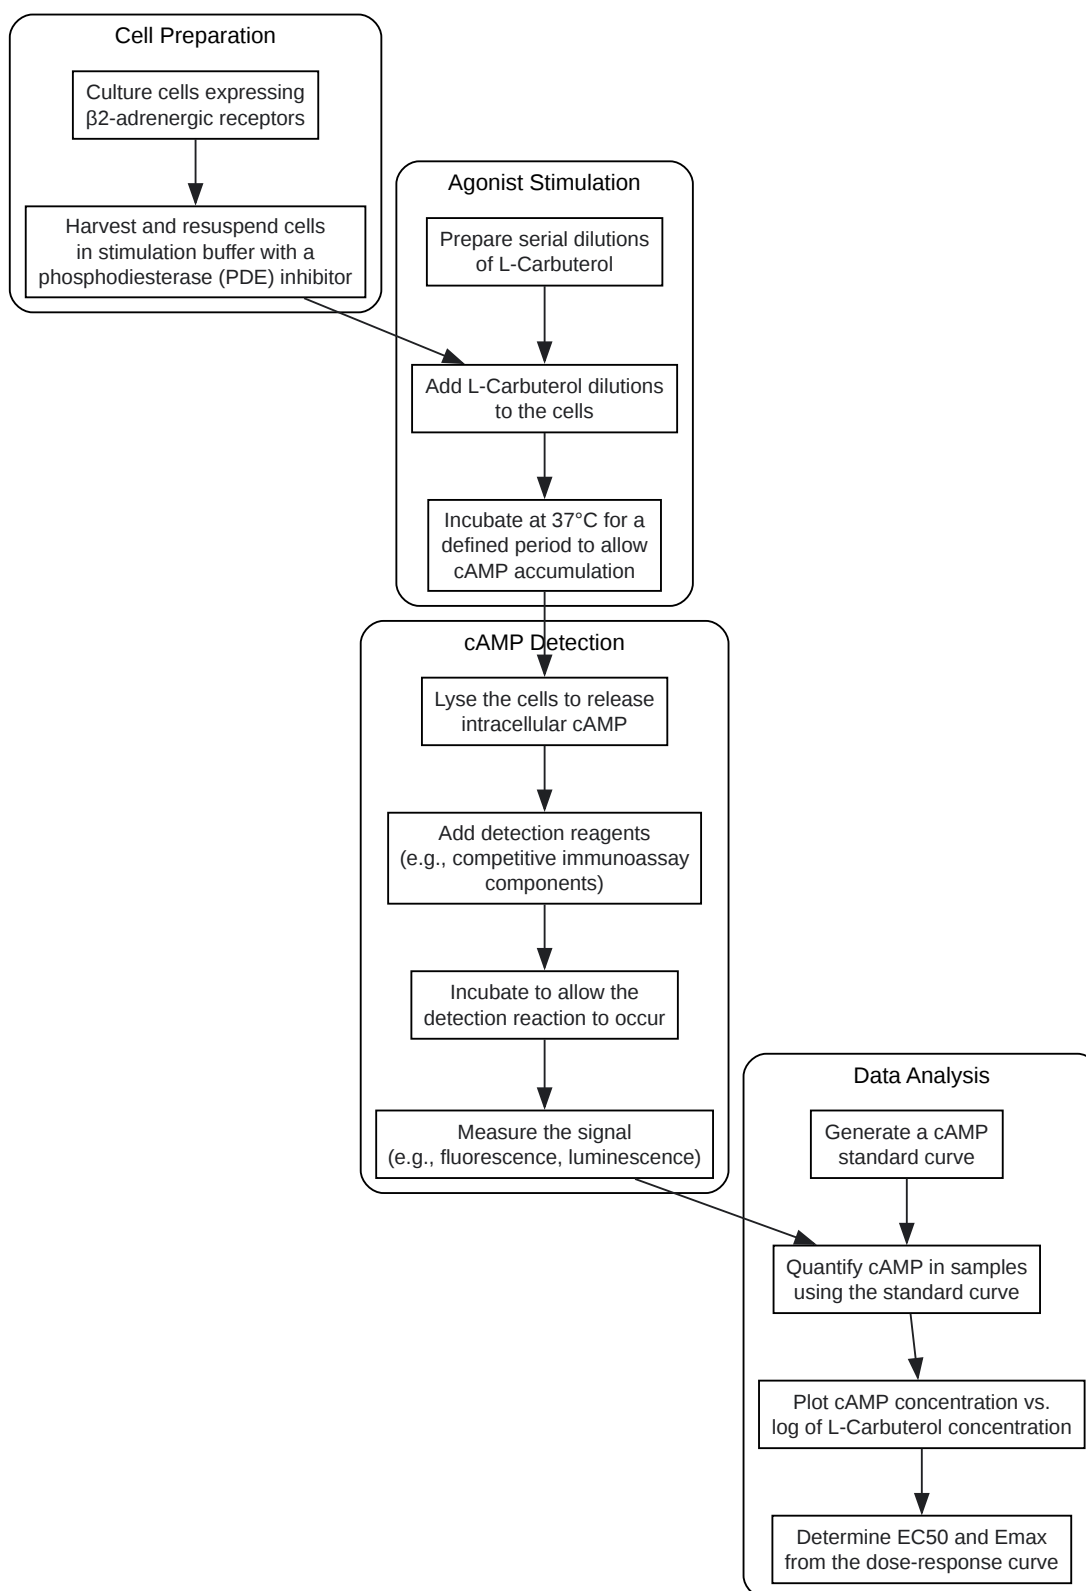 Cell Preparation
Culture cells expressing
β2-adrenergic receptors
Harvest and resuspend cells
in stimulation buffer with a
phosphodiesterase (PDE) inhibitor
Agonist Stimulation
Prepare serial dilutions
of L-Carbuterol
Add L-Carbuterol dilutions
to the cells
Incubate at 37°C for a
defined period to allow
cAMP accumulation
cAMP Detection
Lyse the cells to release
intracellular cAMP
Add detection reagents
(e.g., competitive immunoassay
components)
Incubate to allow the
detection reaction to occur
Measure the signal
(e.g., fluorescence, luminescence)
Data Analysis
Generate a cAMP
standard curve
Quantify cAMP in samples
using the standard curve
Plot cAMP concentration vs.
log of L-Carbuterol concentration
Determine EC50 and Emax
from the dose-response curve